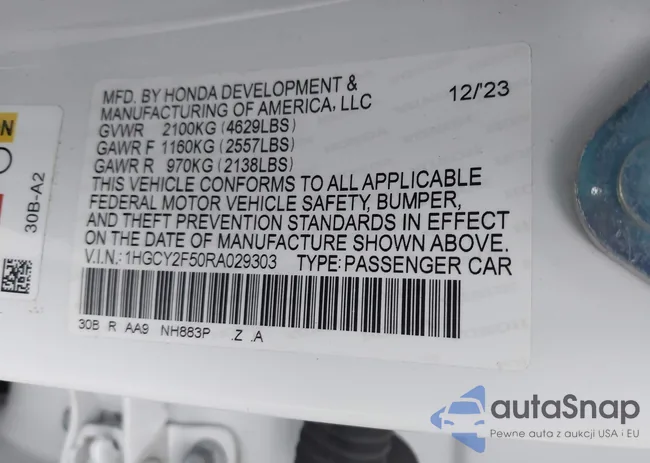 MFD. BY HONDA DEVELOPMENT &
MANUFACTURING OF AMERICA, LLC 12/'23
GVWR 2100KG (4629LBS)
GAWR F 1160KG (2557LBS)
GAWR R 970KG (2138LBS)
THIS VEHICLE CONFORMS TO ALL APPLICABLE
FEDERAL MOTOR VEHICLE SAFETY, BUMPER,
AND THEFT PREVENTION STANDARDS IN EFFECT
ON THE DATE OF MANUFACTURE SHOWN ABOVE.
V.I.N.: 1HGCY2F50RA029303 TYPE: PASSENGER CAR
30B R AA9 NH883P .Z .A
ON
30B-A2
autaSnap
Pewne auta z aukcji USA i EU